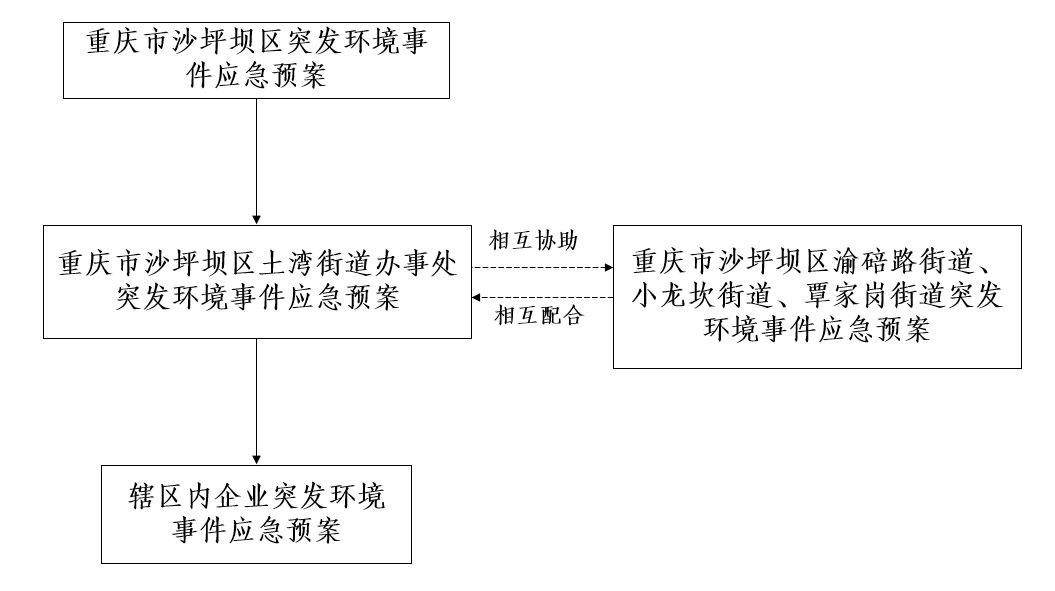 重庆市沙坪坝区突发环境事
件应急预案
重庆市沙坪坝区土湾街道办事处
突发环境事件应急预案
相互协助
相互配合
重庆市沙坪坝区渝碚路街道、
小龙坎街道、覃家岗街道突发
环境事件应急预案
辖区内企业突发环境
事件应急预案